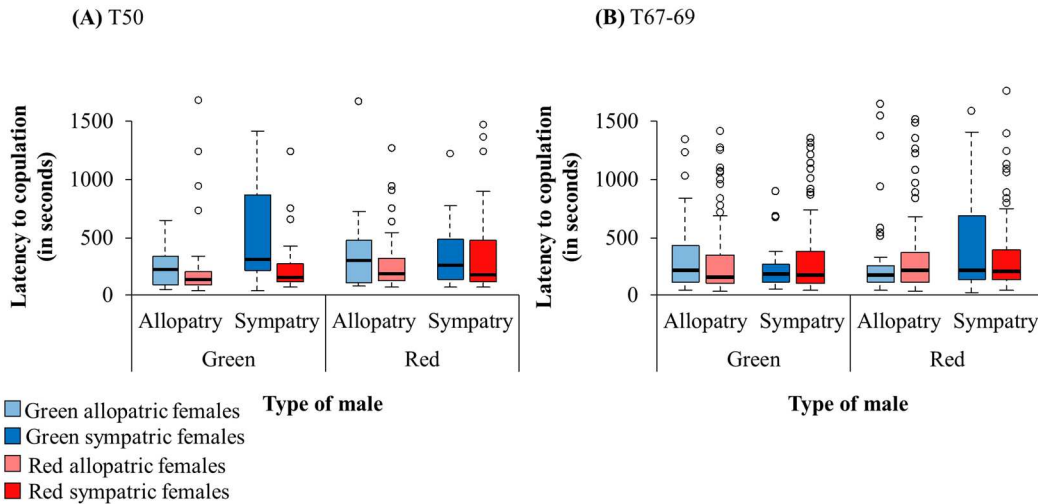 (A) T50
(B) T67-69
Latency to copulation
(in seconds)
1500
1000
500
0
Allopatry Sympatry Allopatry Sympatry
Green Red
Type of male
Latency to copulation
(in seconds)
1500
1000
500
0
Allopatry Sympatry Allopatry Sympatry
Green Red
Type of male
Green allopatric females
Green sympatric females
Red allopatric females
Red sympatric females